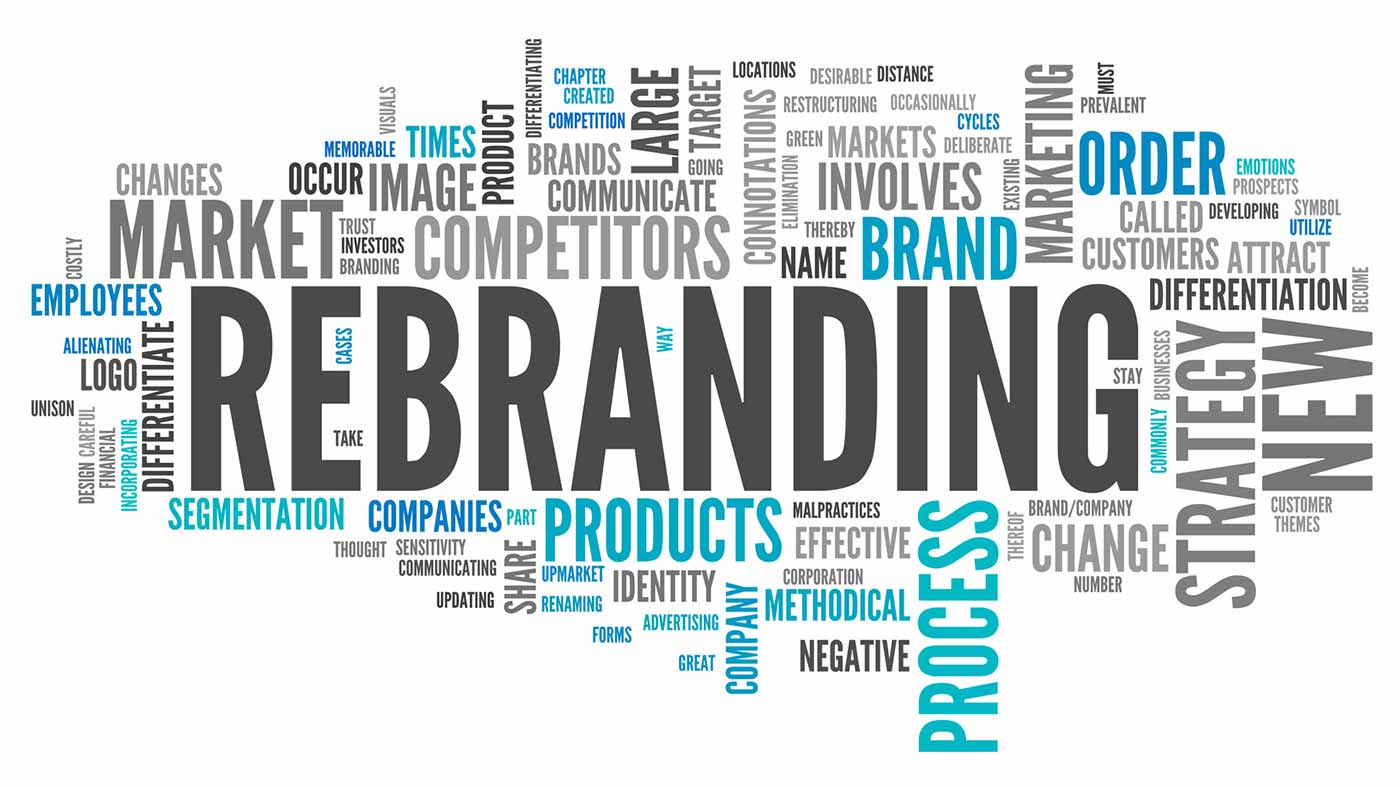 DIFFERENTIATING
CHAPTER
CREATED
COMPETITION
LARGE
TARGET
LOCATIONS
DESIRABLE
DISTANCE
MARKETING
MUST
VISUALS
MEMORABLE
TIMES
PRODUCT
BRANDS
GOING
CONNOTATIONS
RESTRUCTURING
OCCASIONALLY
CYCLES
PREVALENT
GREEN
MARKETS
DELIBERATE
ORDER
EMOTIONS
PROSPECTS
CHANGES
OCCUR
IMAGE
COMMUNICATE
ELIMINATION
INVOLVES
EXISTING
CALLED
DEVELOPING
SYMBOL
UTILIZE
MARKET
TRUST
INVESTORS
BRANDING
COMPETITORS
THEREBY
NAME
BRAND
CUSTOMERS
ATTRACT
COSTLY
EMPLOYEES
DIFFERENTIATION
BECOME
ALIENATING
LOGO
DIFFERENTIATE
REBRANDING
CASES
WAY
TAKE
STAY
BUSINESSES
STRATEGY
NEW
UNISON
DESIGN
CAREFUL
FINANCIAL
INCORPORATING
COMMONLY
SEGMENTATION
COMPANIES
PART
PRODUCTS
MALPRACTICES
PROCESS
THEREOF
BRAND/COMPANY
CUSTOMER
THEMES
THOUGHT
SENSITIVITY
COMMUNICATING
SHARE
EFFECTIVE
CHANGE
UPMARKET
IDENTITY
CORPORATION
NUMBER
UPDATING
RENAMING
COMPANY
METHODICAL
FORMS
ADVERTISING
GREAT
NEGATIVE